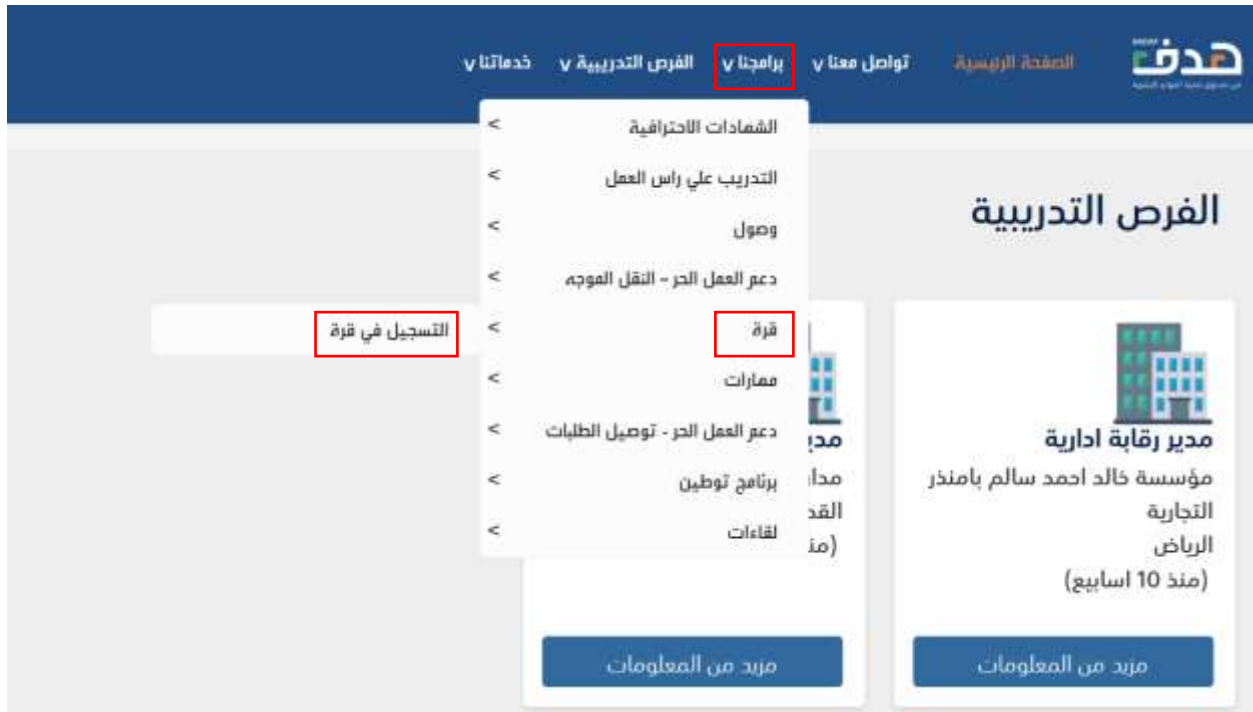 هدف
الصفحة الرئيسية
تواصل معنا
برامجنا
الفرص التدريبية
خدماتنا
الشهادات الاحترافية
التدريب علي راس العمل
وصول
دعم العمل الحر – النقل الموجه
قرة
التسجيل في قرة
مهارات
دعم العمل الحر - توصيل الطلبات
برنامج توطين
لقاءات
الفرص التدريبية
مدير رقابة ادارية
مؤسسة خالد احمد سالم بامنذر
التجارية
الرياض
(منذ 10 اسابيع)
مزيد من المعلومات
مزيد من المعلومات